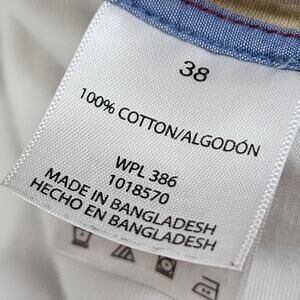 38
100% COTTON/ALGODÓN
WPL 386
1018570
MADE IN BANGLADESH
HECHO EN BANGLADESH